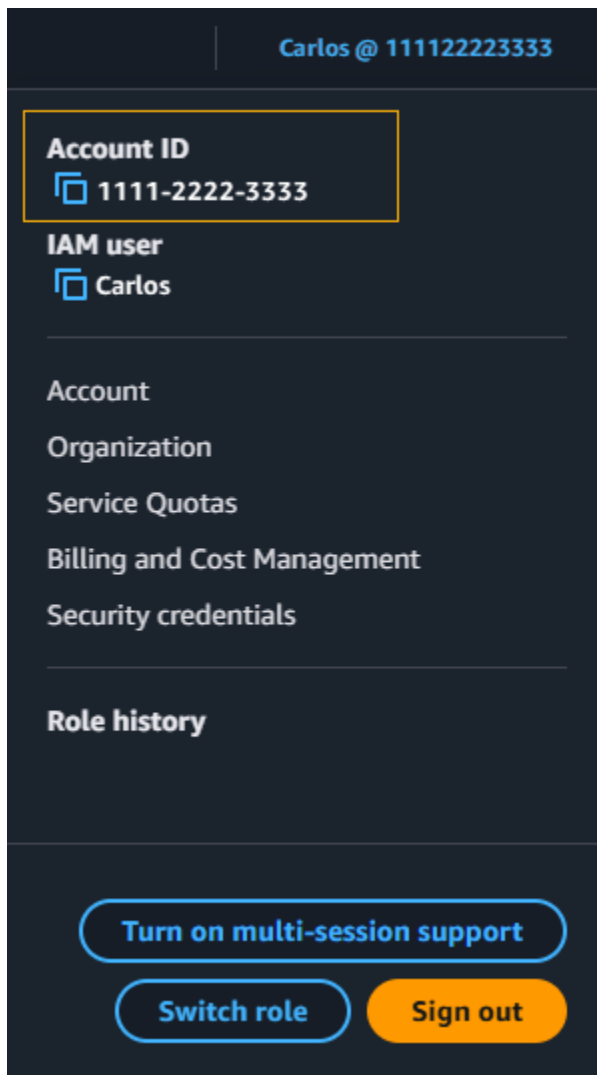 Carlos @ 111122223333
Account ID
1111-2222-3333
IAM user
Carlos
Account
Organization
Service Quotas
Billing and Cost Management
Security credentials
Role history
Turn on multi-session support
Switch role
Sign out